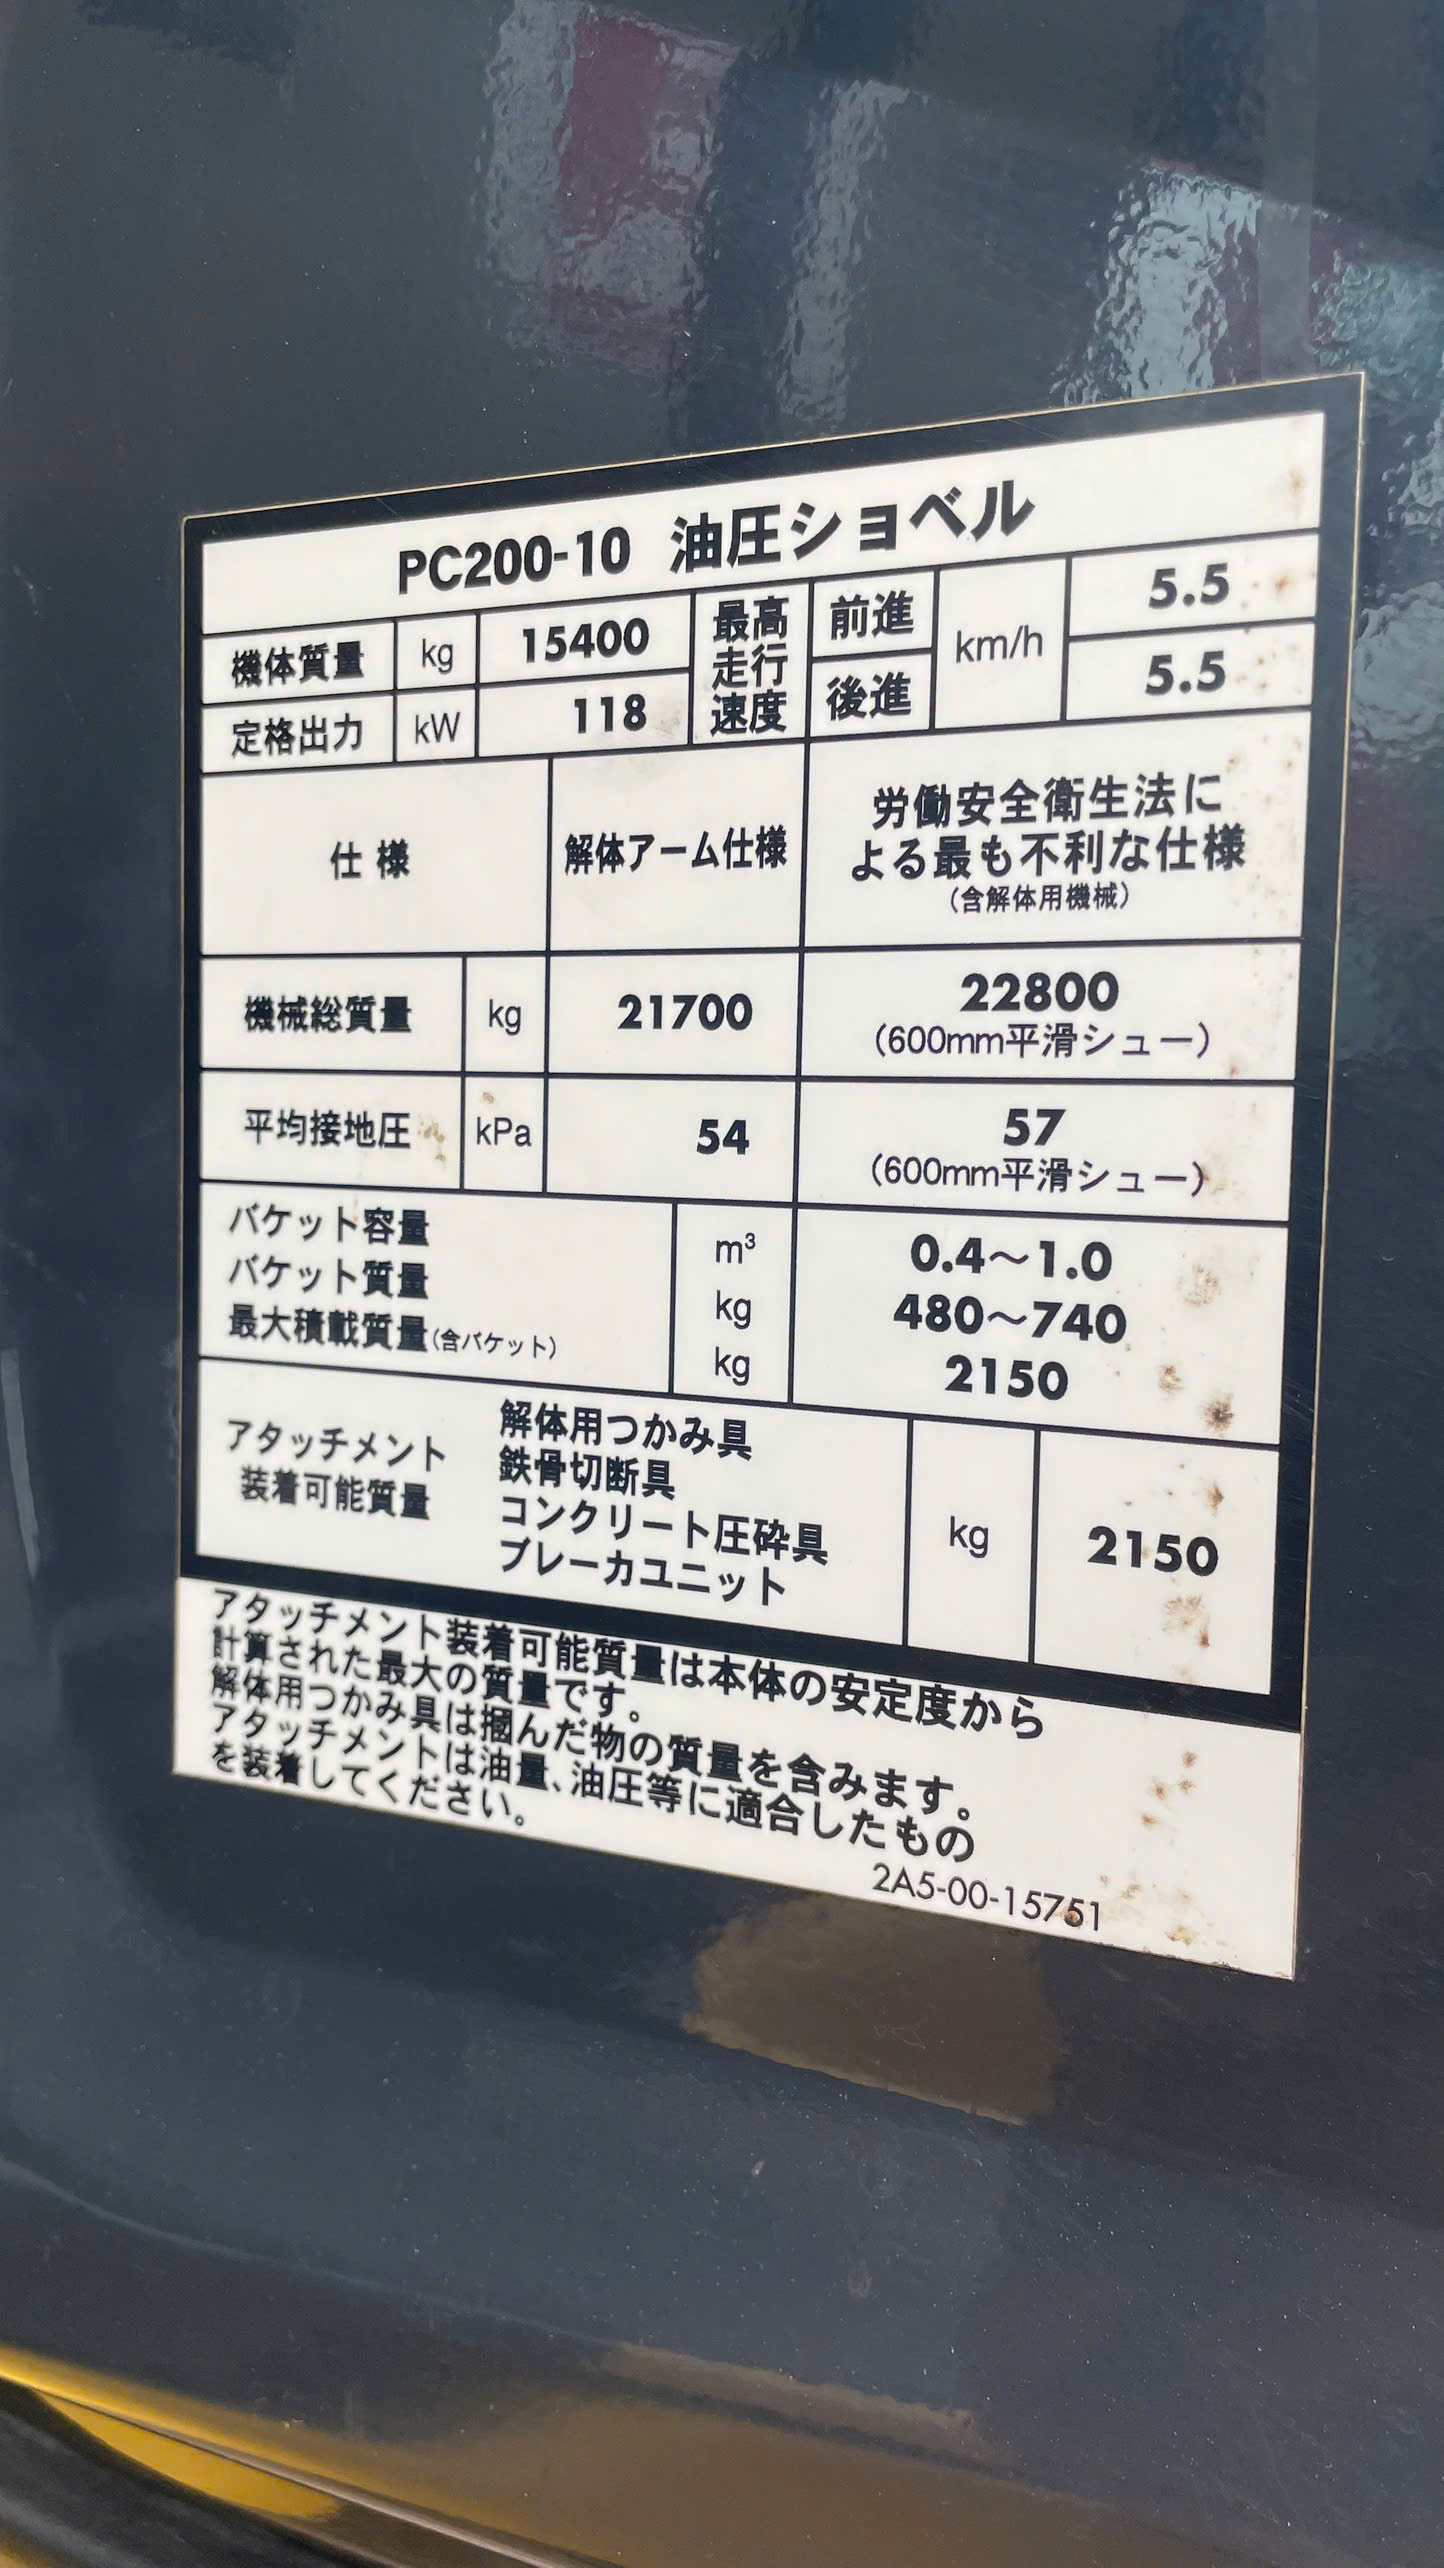 PC200-10 油圧ショベル
機体質量 kg 15400
定格出力 kW 118
最高
走行
速度
前進 km/h 5.5
後進 5.5
仕様
解体アーム仕様
労働安全衛生法に
よる最も不利な仕様
(含解体用機械)
機械総質量 kg 21700 22800
(600mm平滑シュー)
平均接地圧 kPa 54 57
(600mm平滑シュー)
バケット容量 m³ 0.4〜1.0
バケット質量 kg 480〜740
最大積載質量(含バケット) kg 2150
アタッチメント
装着可能質量
解体用つかみ具
鉄骨切断具
コンクリート圧砕具
ブレーカユニット
kg 2150
アタッチメント装着可能質量は本体の安定度から
計算された最大の質量です。
解体用つかみ具は掴んだ物の質量を含みます。
アタッチメントは油量、油圧等に適合したもの
を装着してください。
2A5-00-15751